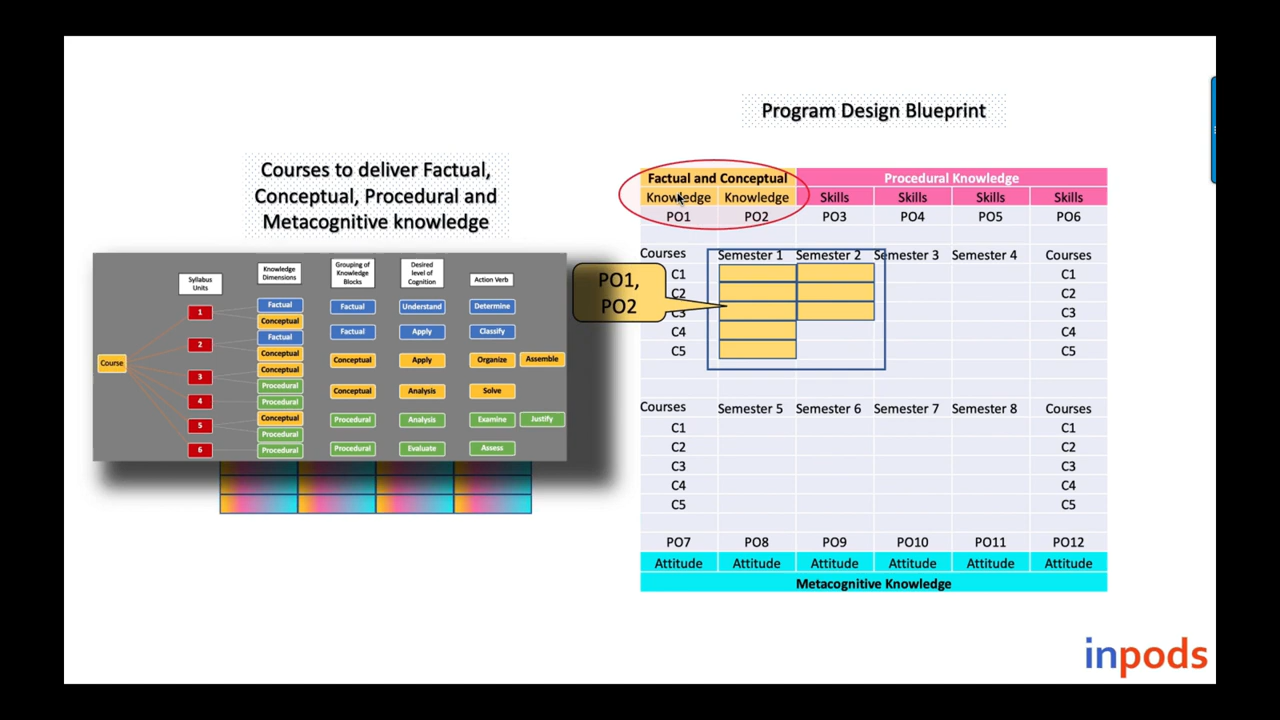 Program Design Blueprint
Courses to deliver Factual,
Conceptual, Procedural and
Metacognitive knowledge
Syllabus
Units
Knowledge
Dimensions
Grouping of
Knowledge
Blocks
Desired
level of
Cognition
Action Verb
Course
1
2
3
4
5
6
Factual
Conceptual
Factual
Conceptual
Conceptual
Procedural
Procedural
Conceptual
Procedural
Procedural
Factual Understand Determine
Factual Apply Classify
Conceptual Apply Organize Assemble
Conceptual Analysis Solve
Procedural Analysis Examine Justify
Procedural Evaluate Assess
PO1,
PO2
Factual and Conceptual Procedural Knowledge
Knowledge Knowledge Skills Skills Skills Skills
PO1 PO2 PO3 PO4 PO5 PO6
Courses Semester 1 Semester 2 Semester 3 Semester 4 Courses
C1 C1
C2 C2
C3 C3
C4 C4
C5 C5
Courses Semester 5 Semester 6 Semester 7 Semester 8 Courses
C1 C1
C2 C2
C3 C3
C4 C4
C5 C5
PO7 PO8 PO9 PO10 PO11 PO12
Attitude Attitude Attitude Attitude Attitude Attitude
Metacognitive Knowledge
inpods